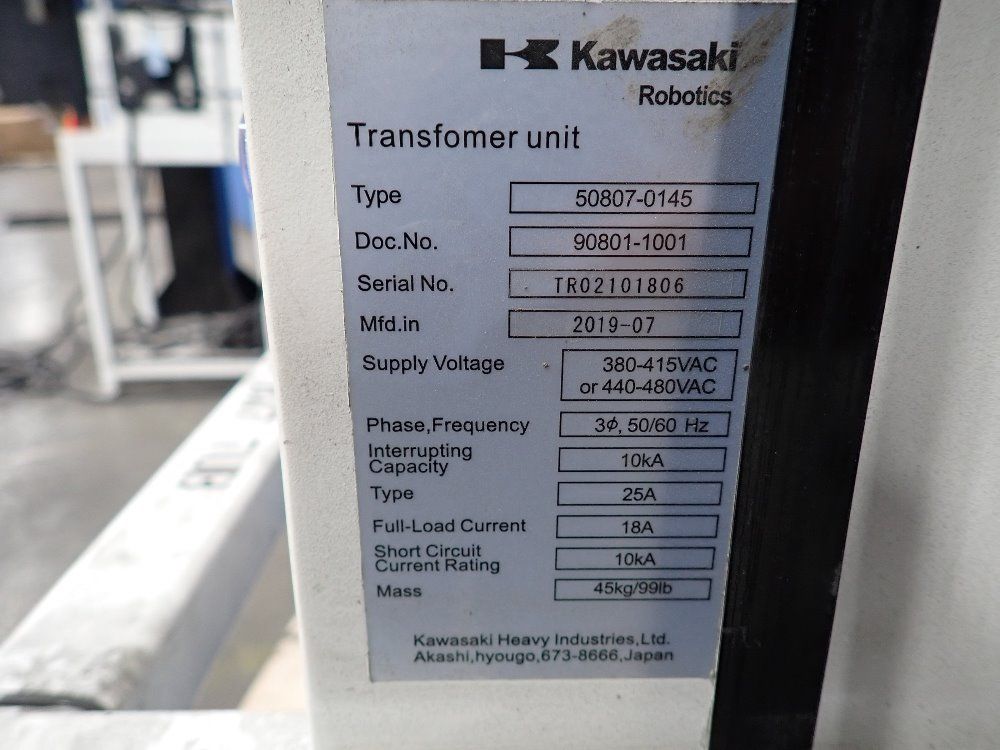 Kawasaki
Robotics
Transfomer unit
Type 50807-0145
Doc.No. 90801-1001
Serial No. TR02101806
Mfd.in 2019-07
Supply Voltage 380-415VAC
or 440-480VAC
Phase,Frequency 3ϕ, 50/60 Hz
Interrupting
Capacity 10kA
Type 25A
Full-Load Current 18A
Short Circuit
Current Rating 10kA
Mass 45kg/99lb
Kawasaki Heavy Industries,Ltd.
Akashi,hyougo,673-8666,Japan